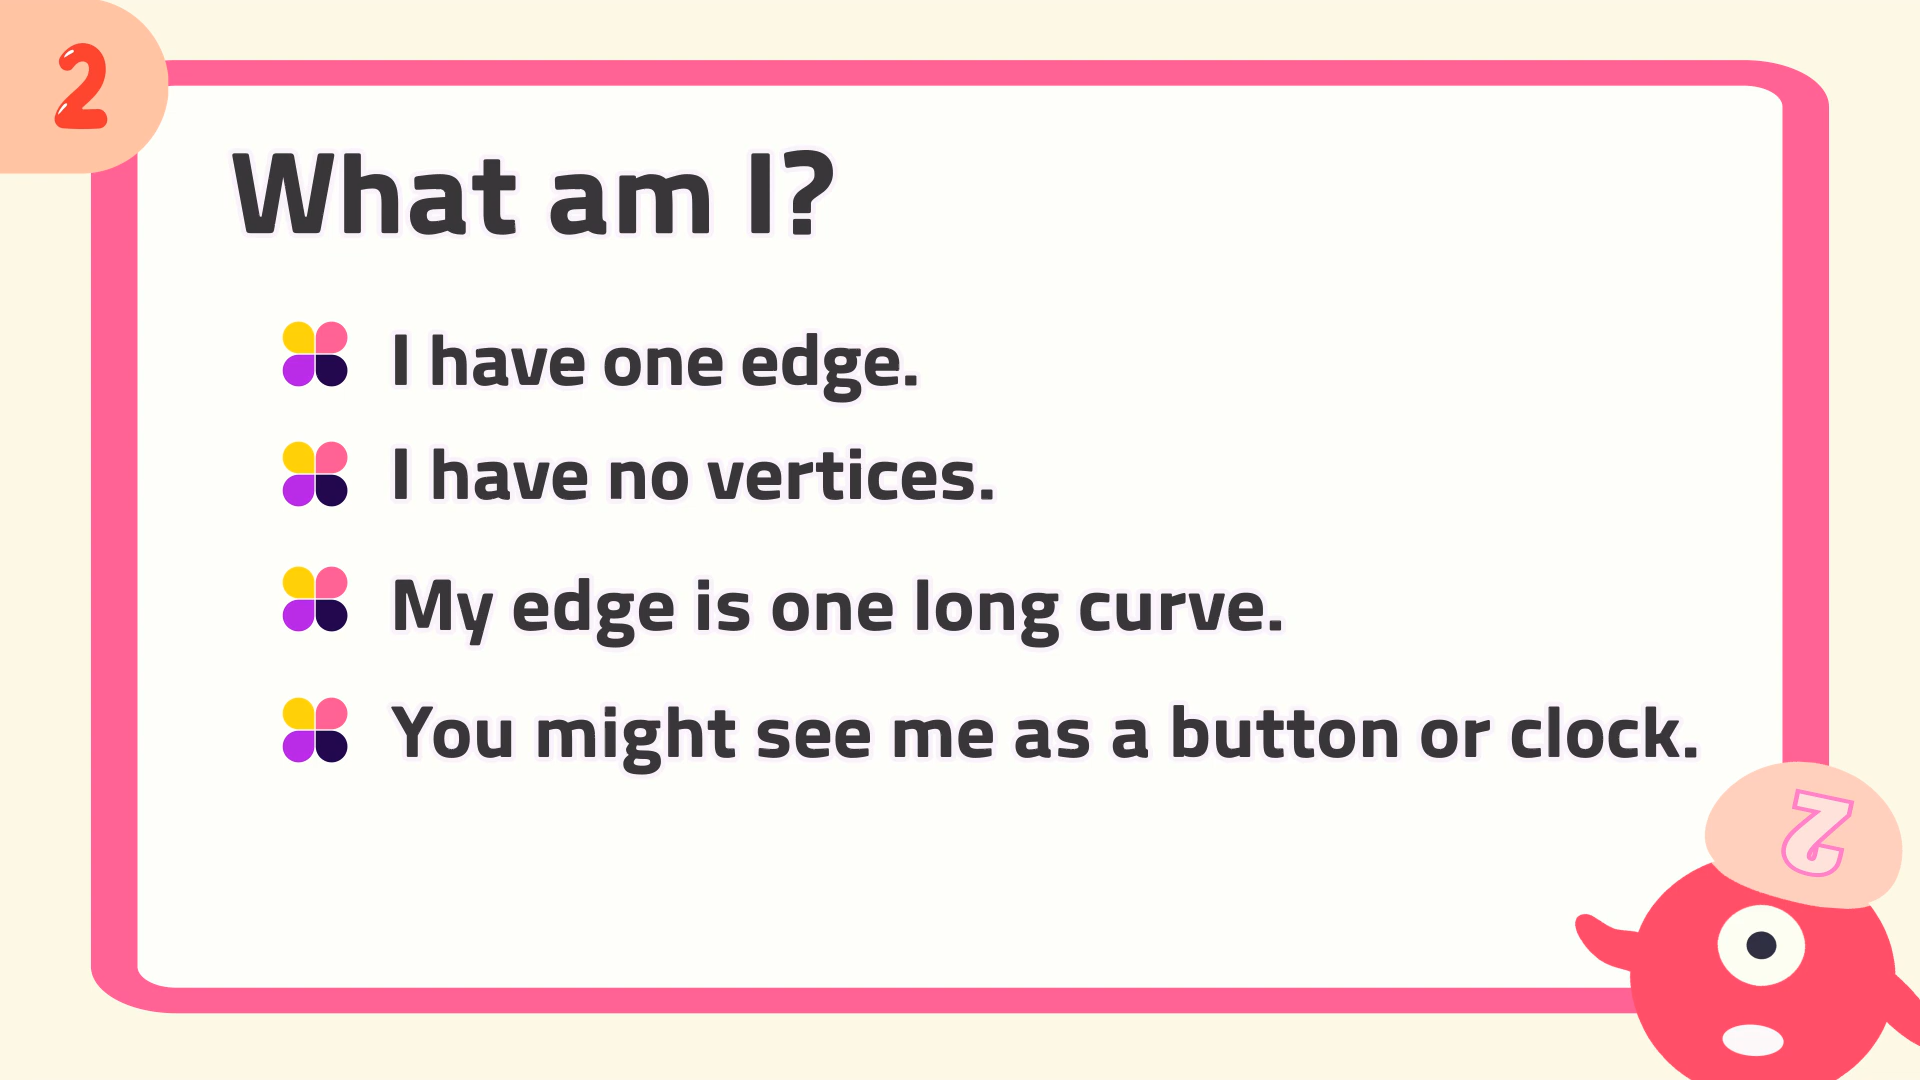 2
What am I?
I have one edge.
I have no vertices.
My edge is one long curve.
You might see me as a button or clock.
2